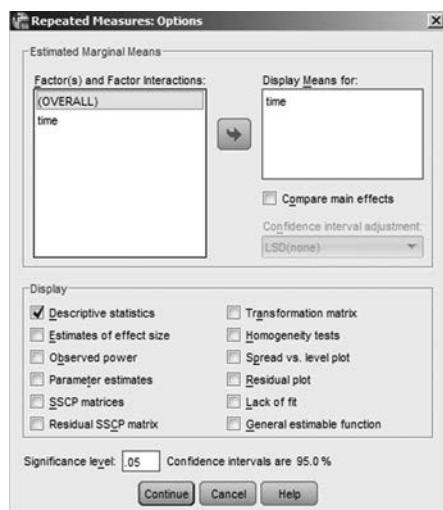 Repeated Measures: Options
Estimated Marginal Means
Factor(s) and Factor Interactions:
(OVERALL)
time
Display Means for:
time
Compare main effects
Confidence interval adjustment:
LSD(none)
Display
Descriptive statistics
Transformation matrix
Estimates of effect size
Homogeneity tests
Observed power
Spread vs. level plot
Parameter estimates
Residual plot
SSCP matrices
Lack of fit
Residual SSCP matrix
General estimable function
Significance level: .05 Confidence intervals are 95.0 %
Continue Cancel Help